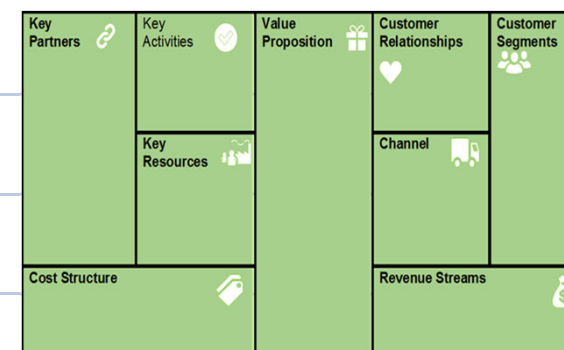 Key
Partners
Key
Activities
Key
Resources
Value
Proposition
Customer
Relationships
Channel
Customer
Segments
Cost Structure
Revenue Streams